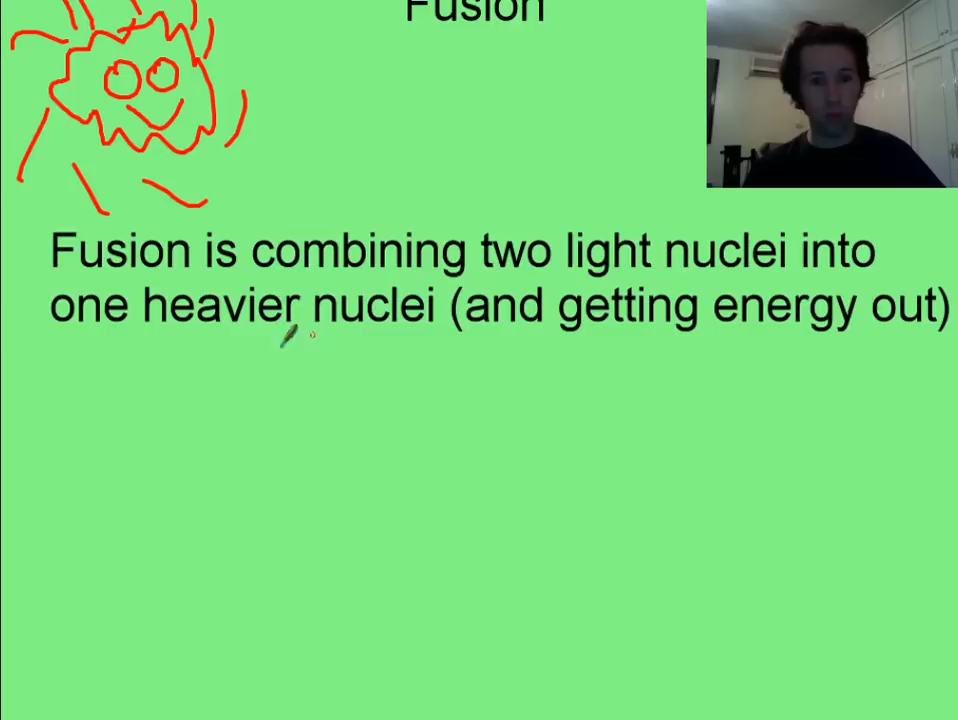 Fusion
Fusion is combining two light nuclei into
one heavier nuclei (and getting energy out)